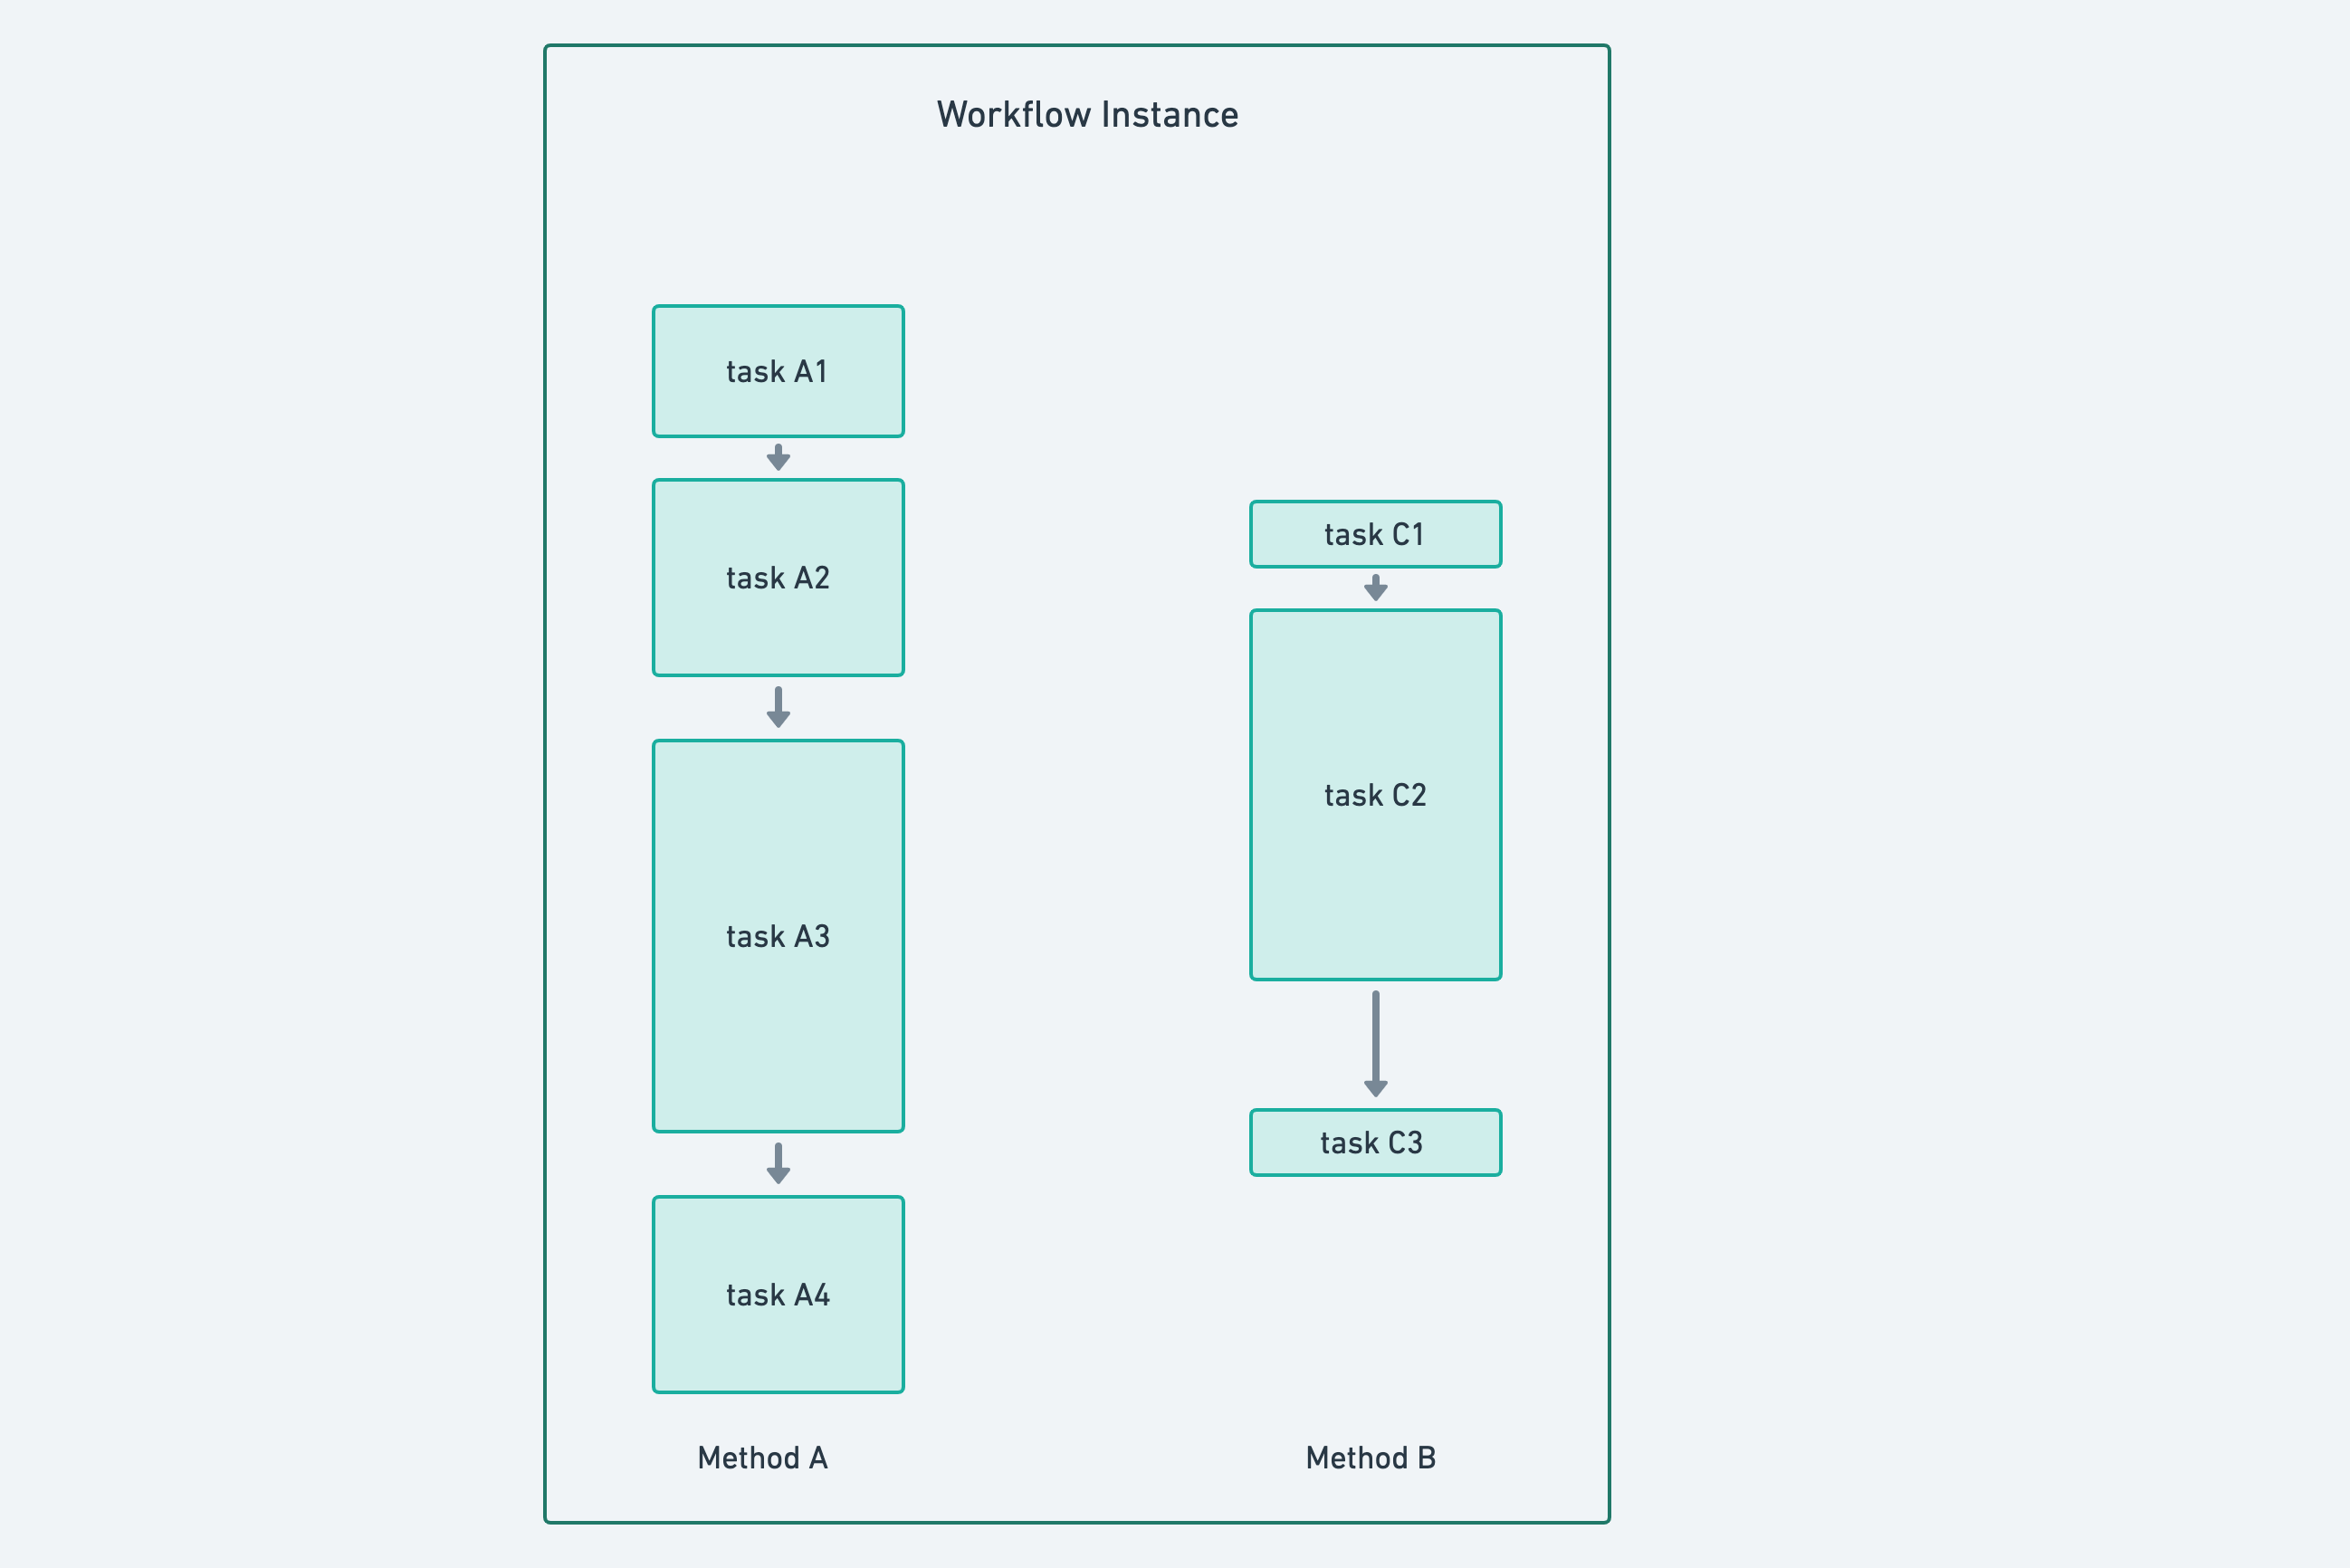 Workflow Instance
task A1
task A2
task A3
task A4
Method A
task C1
task C2
task C3
Method B